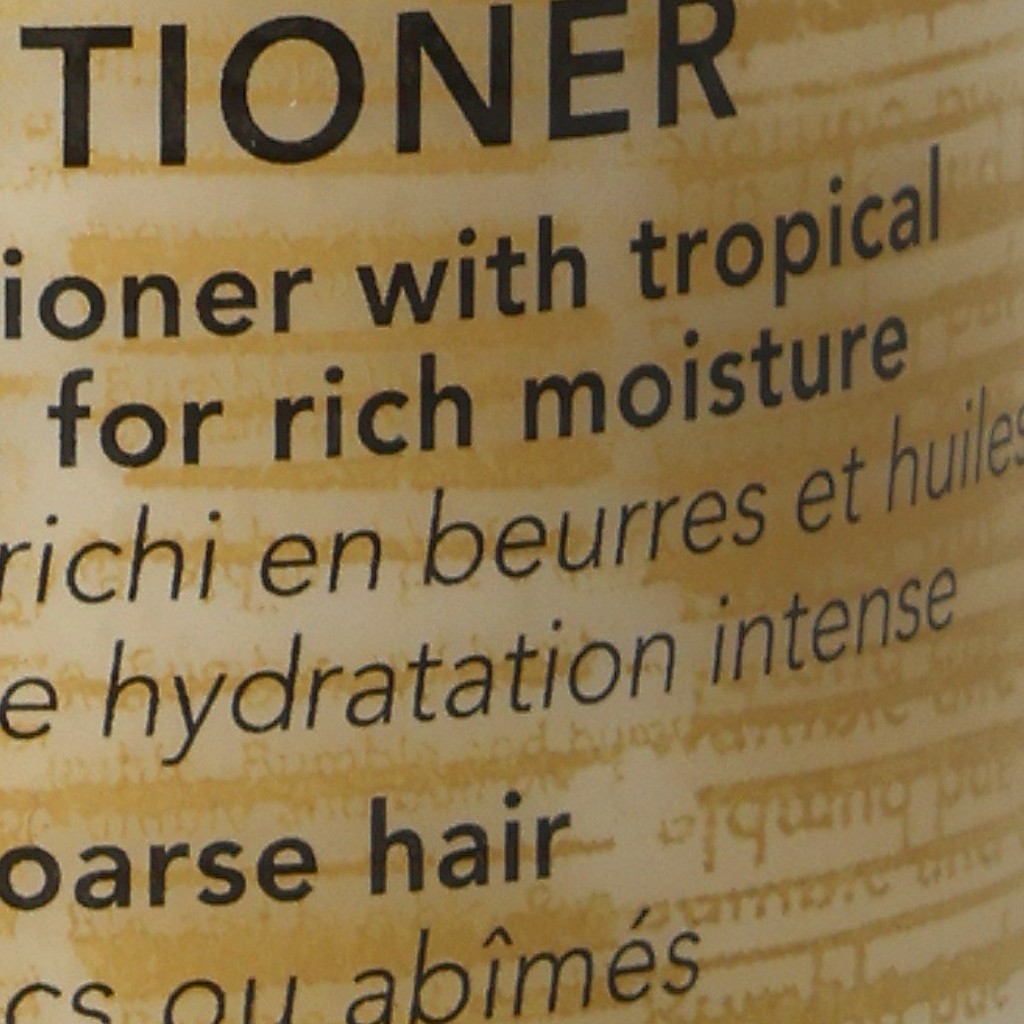 TIONER
ioner with tropical
for rich moisture
richi en beurres et huiles
e hydratation intense
oarse hair
cs ou abîmés